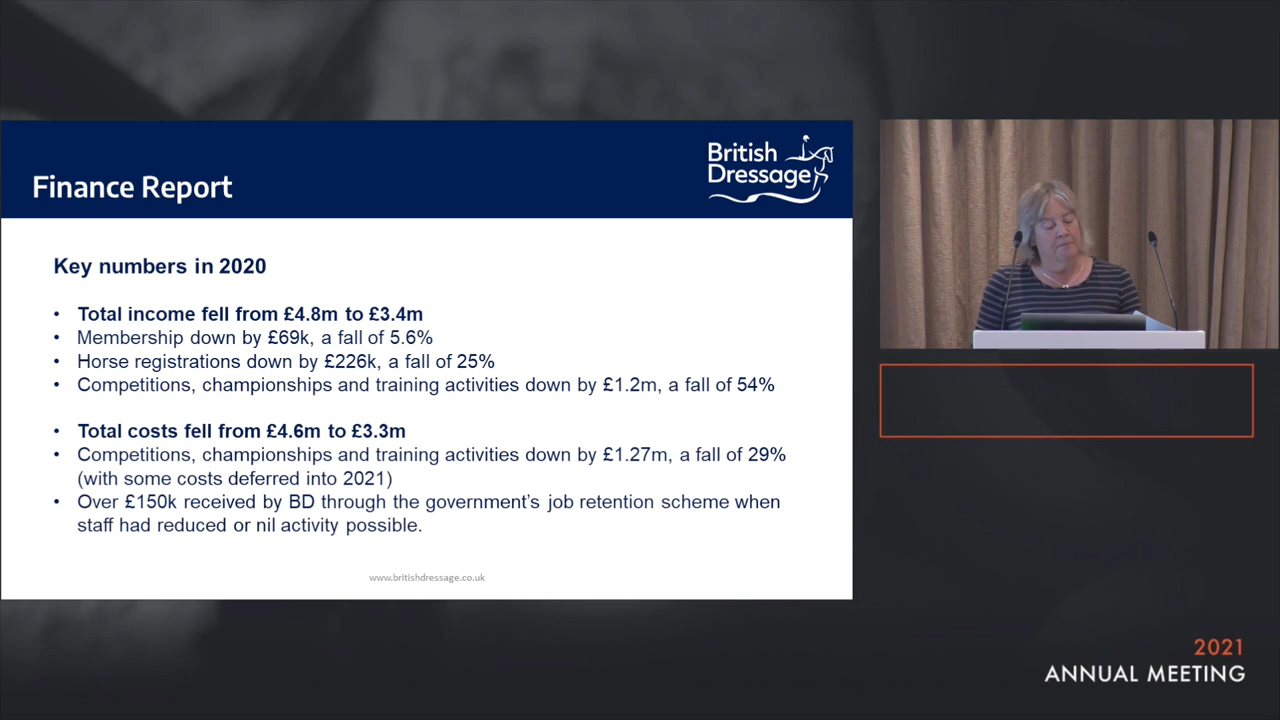 British
Dressage
Finance Report
Key numbers in 2020
• Total income fell from £4.8m to £3.4m
• Membership down by £69k, a fall of 5.6%
• Horse registrations down by £226k, a fall of 25%
• Competitions, championships and training activities down by £1.2m, a fall of 54%
• Total costs fell from £4.6m to £3.3m
• Competitions, championships and training activities down by £1.27m, a fall of 29%
(with some costs deferred into 2021)
• Over £150k received by BD through the government's job retention scheme when
staff had reduced or nil activity possible.
www.britishdressage.co.uk
2021
ANNUAL MEETING